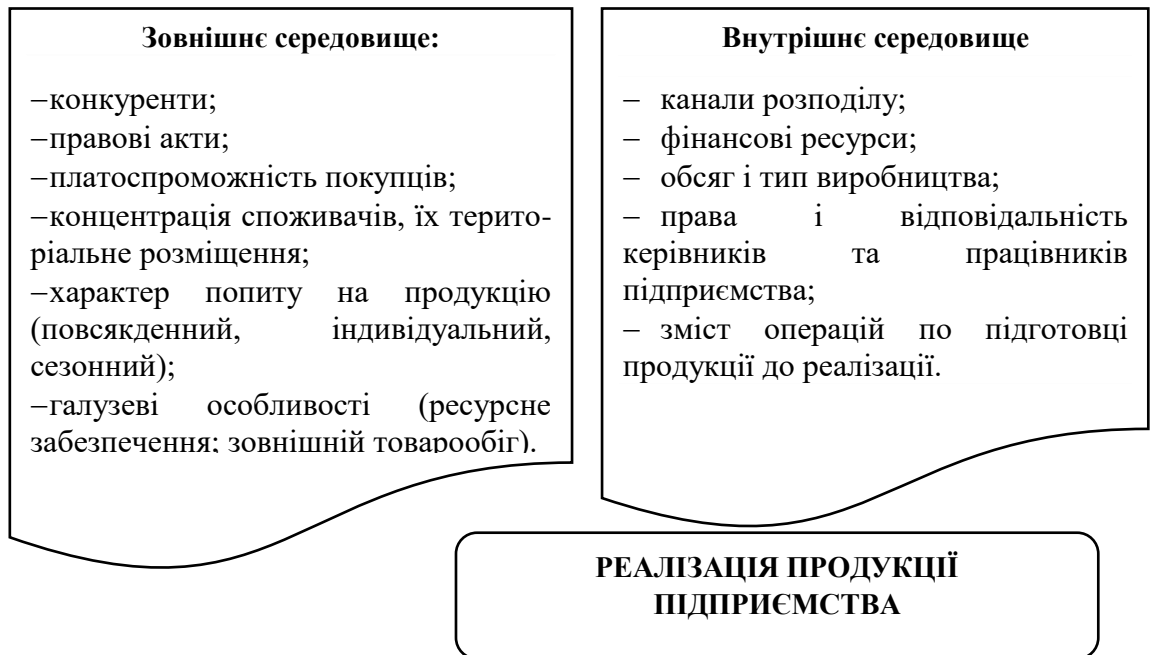 Зовнішнє середовище:
−конкуренти;
−правові акти;
−платоспроможність покупців;
−концентрація споживачів, їх терито-
ріальне розміщення;
−характер попиту на продукцію
(повсякденний, індивідуальний,
сезонний);
−галузеві особливості (ресурсне
забезпечення; зовнішній товарообіг).
Внутрішнє середовище
− канали розподілу;
− фінансові ресурси;
− обсяг і тип виробництва;
− права і відповідальність
керівників та працівників
підприємства;
− зміст операцій по підготовці
продукції до реалізації.
РЕАЛІЗАЦІЯ ПРОДУКЦІЇ
ПІДПРИЄМСТВА